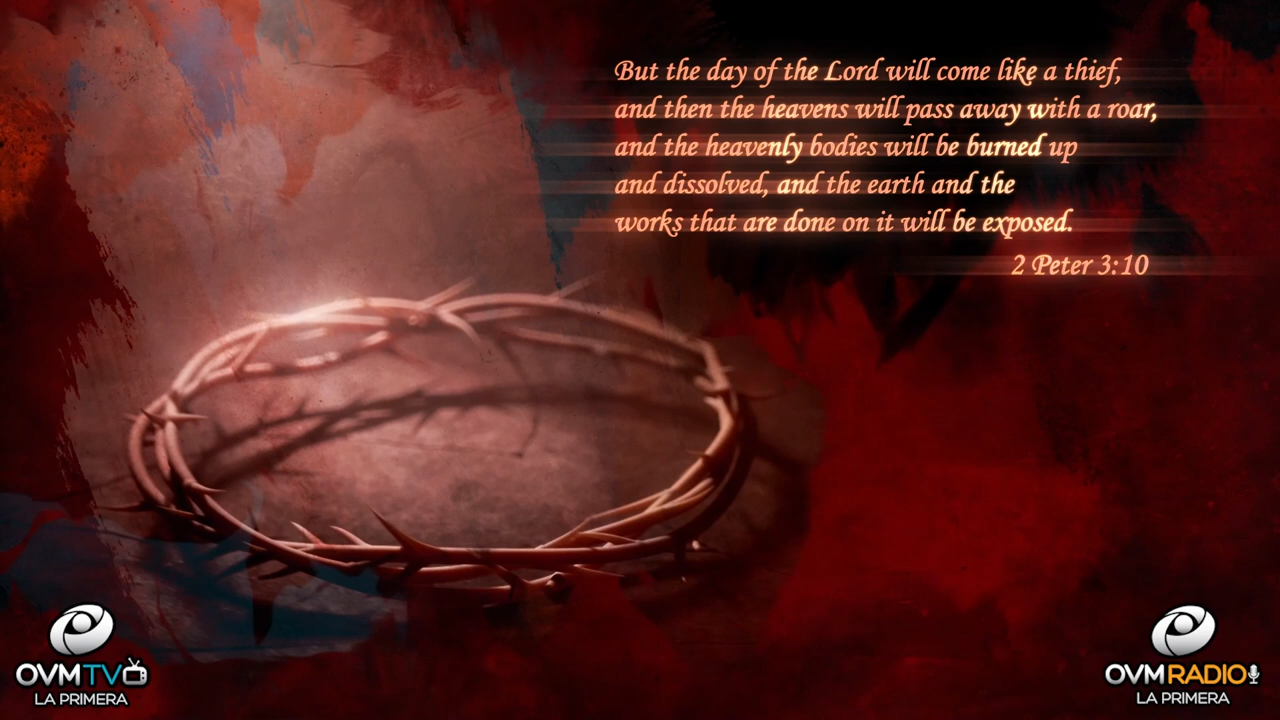 But the day of the Lord will come like a thief,
and then the heavens will pass away with a roar,
and the heavenly bodies will be burned up
and dissolved, and the earth and the
works that are done on it will be exposed.
2 Peter 3:10
OVMTV
LA PRIMERA
OVMRADIO
LA PRIMERA